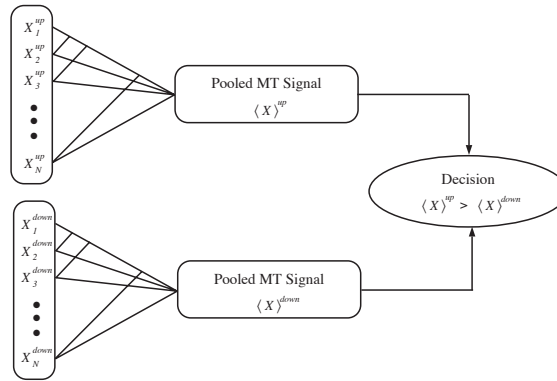 X_1^{up}
X_2^{up}
X_3^{up}
X_N^{up}
Pooled MT Signal
⟨X⟩^{up}
Decision
⟨X⟩^{up} > ⟨X⟩^{down}
X_1^{down}
X_2^{down}
X_3^{down}
X_N^{down}
Pooled MT Signal
⟨X⟩^{down}